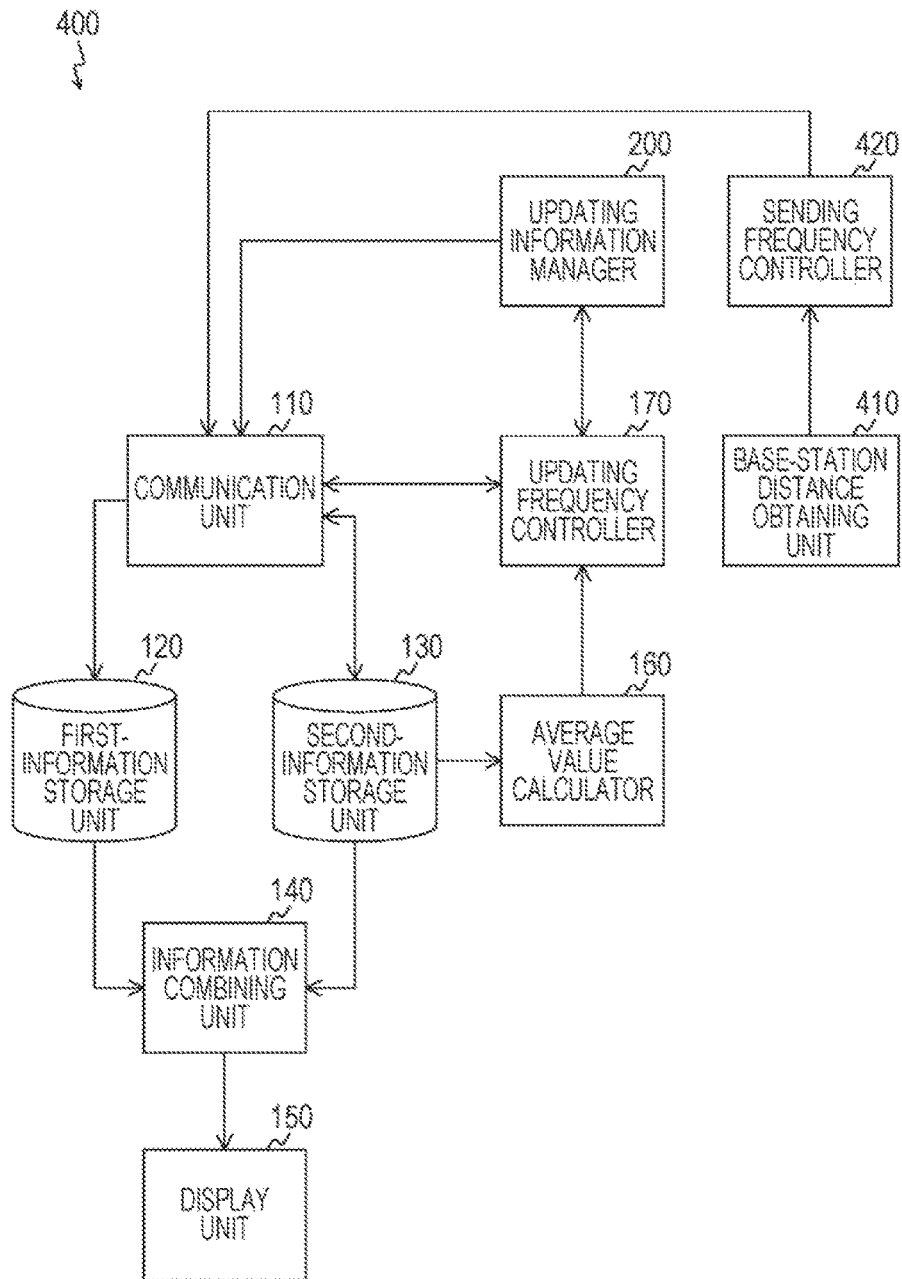 400
200
UPDATING
INFORMATION
MANAGER
420
SENDING
FREQUENCY
CONTROLLER
110
COMMUNICATION
UNIT
170
UPDATING
FREQUENCY
CONTROLLER
410
BASE-STATION
DISTANCE
OBTAINING
UNIT
120
FIRST-
INFORMATION
STORAGE
UNIT
130
SECOND-
INFORMATION
STORAGE
UNIT
160
AVERAGE
VALUE
CALCULATOR
140
INFORMATION
COMBINING
UNIT
150
DISPLAY
UNIT